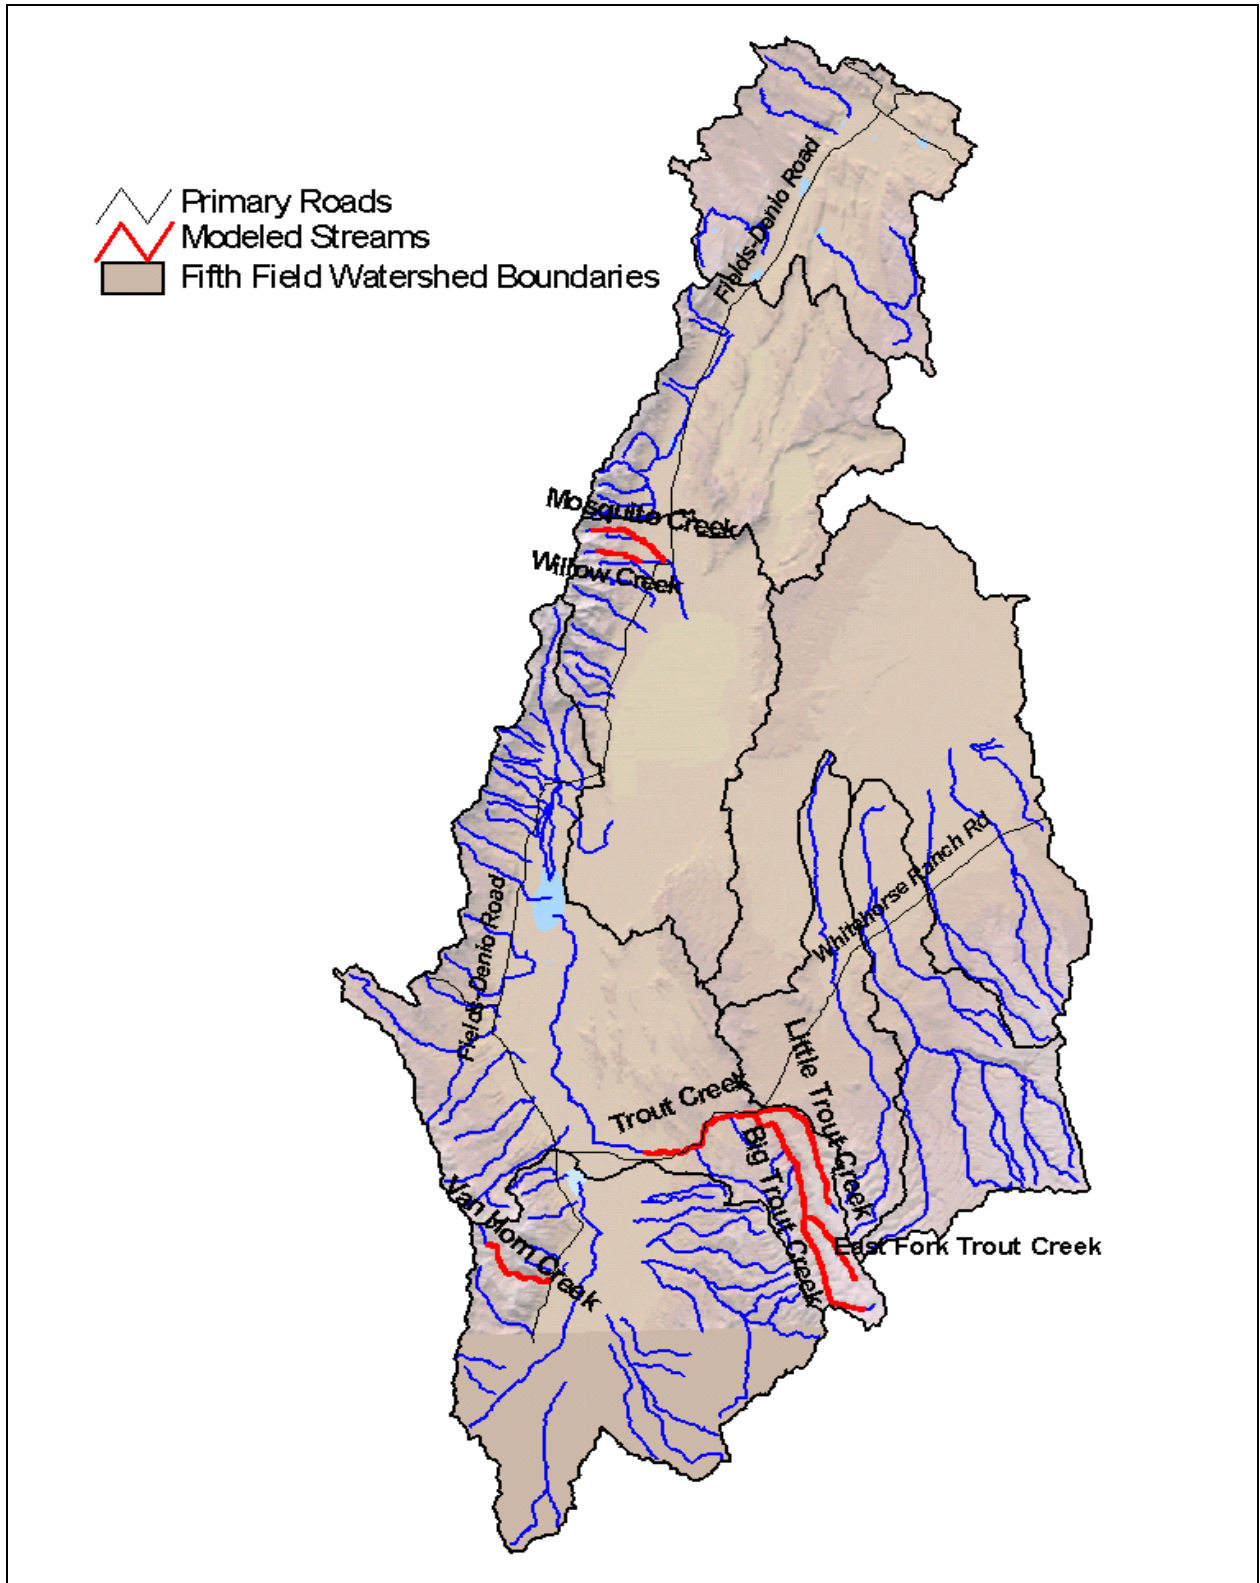 Primary Roads
Modeled Streams
Fifth Field Watershed Boundaries
Fields-Denio Road
Mosquito Creek
Willow Creek
Whitehorse Ranch Rd
Fields-Denio Road
Little Trout Creek
Trout Creek
Big Trout Creek
Van Horn Creek
East Fork Trout Creek